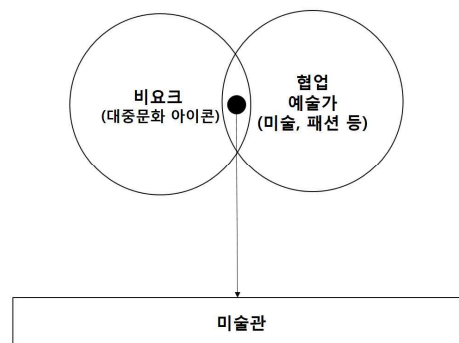 비요크
(대중문화 아이콘)
협업
예술가
(미술, 패션 등)
미술관